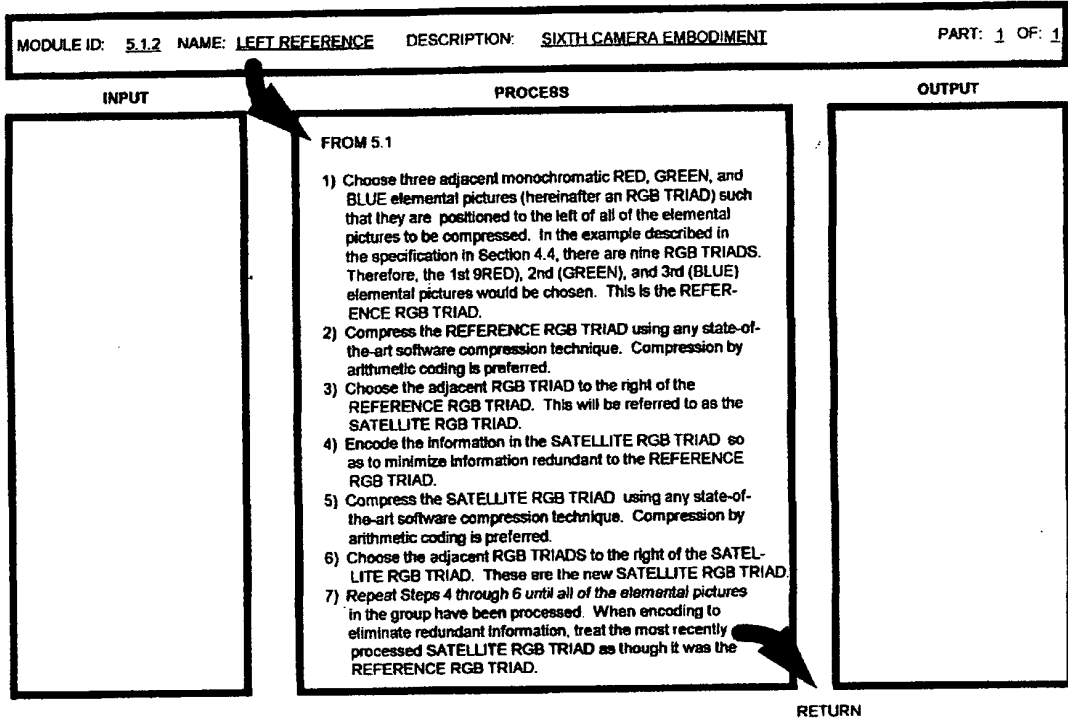 MODULE ID: 5.1.2 NAME: LEFT REFERENCE DESCRIPTION: SIXTH CAMERA EMBODIMENT PART: 1 OF: 1
INPUT PROCESS OUTPUT
FROM 5.1
1) Choose three adjacent monochromatic RED, GREEN, and
BLUE elemental pictures (hereinafter an RGB TRIAD) such
that they are positioned to the left of all of the elemental
pictures to be compressed. In the example described in
the specification in Section 4.4, there are nine RGB TRIADS.
Therefore, the 1st 9RED), 2nd (GREEN), and 3rd (BLUE)
elemental pictures would be chosen. This is the REFER-
ENCE RGB TRIAD.
2) Compress the REFERENCE RGB TRIAD using any state-of-
the-art software compression technique. Compression by
arithmetic coding is preferred.
3) Choose the adjacent RGB TRIAD to the right of the
REFERENCE RGB TRIAD. This will be referred to as the
SATELLITE RGB TRIAD.
4) Encode the information in the SATELLITE RGB TRIAD so
as to minimize information redundant to the REFERENCE
RGB TRIAD.
5) Compress the SATELLITE RGB TRIAD using any state-of-
the-art software compression technique. Compression by
arithmetic coding is preferred.
6) Choose the adjacent RGB TRIADS to the right of the SATEL-
LITE RGB TRIAD. These are the new SATELLITE RGB TRIAD.
7) Repeat Steps 4 through 6 until all of the elemental pictures
in the group have been processed. When encoding to
eliminate redundant information, treat the most recently
processed SATELLITE RGB TRIAD as though it was the
REFERENCE RGB TRIAD.
RETURN